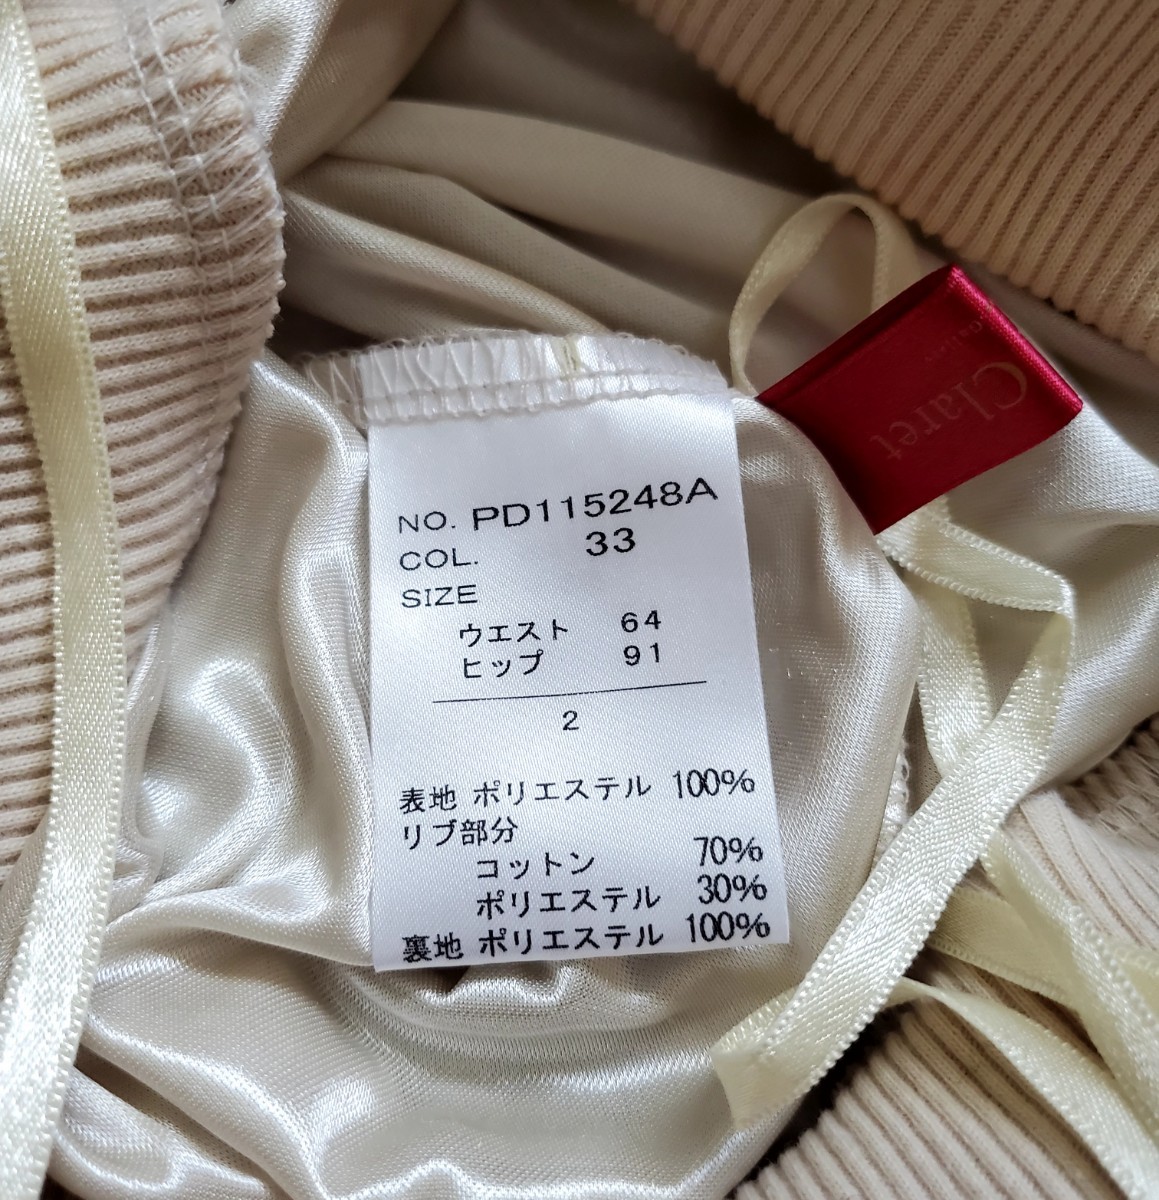 NO. PD115248A
COL. 33
SIZE
ウエスト 64
ヒップ 91
2
表地 ポリエステル 100%
リブ部分
コットン 70%
ポリエステル 30%
裏地 ポリエステル 100%
Claret